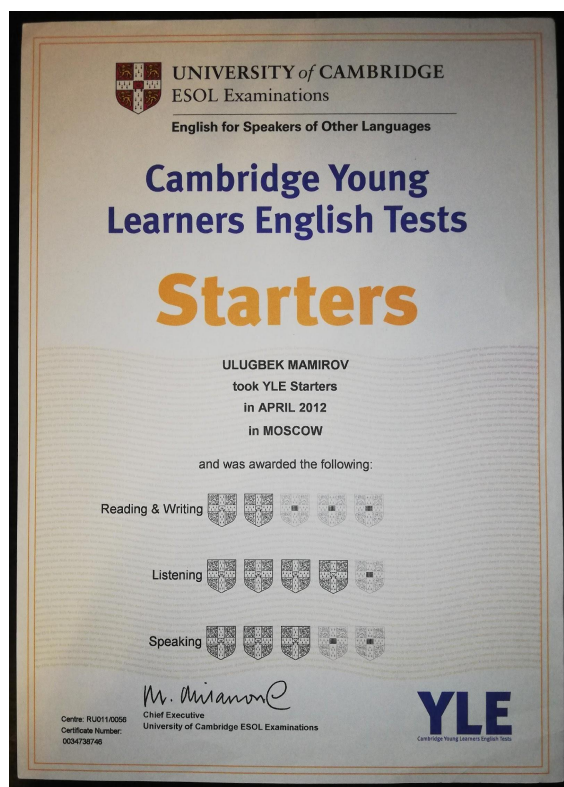 UNIVERSITY of CAMBRIDGE
ESOL Examinations
English for Speakers of Other Languages
Cambridge Young
Learners English Tests
Starters
ULUGBEK MAMIROV
took YLE Starters
in APRIL 2012
in MOSCOW
and was awarded the following:
Reading & Writing
Listening
Speaking
Chief Executive
University of Cambridge ESOL Examinations
Centre: RU011/0056
Certificate Number:
0034738746
YLE
Cambridge Young Learners English Tests